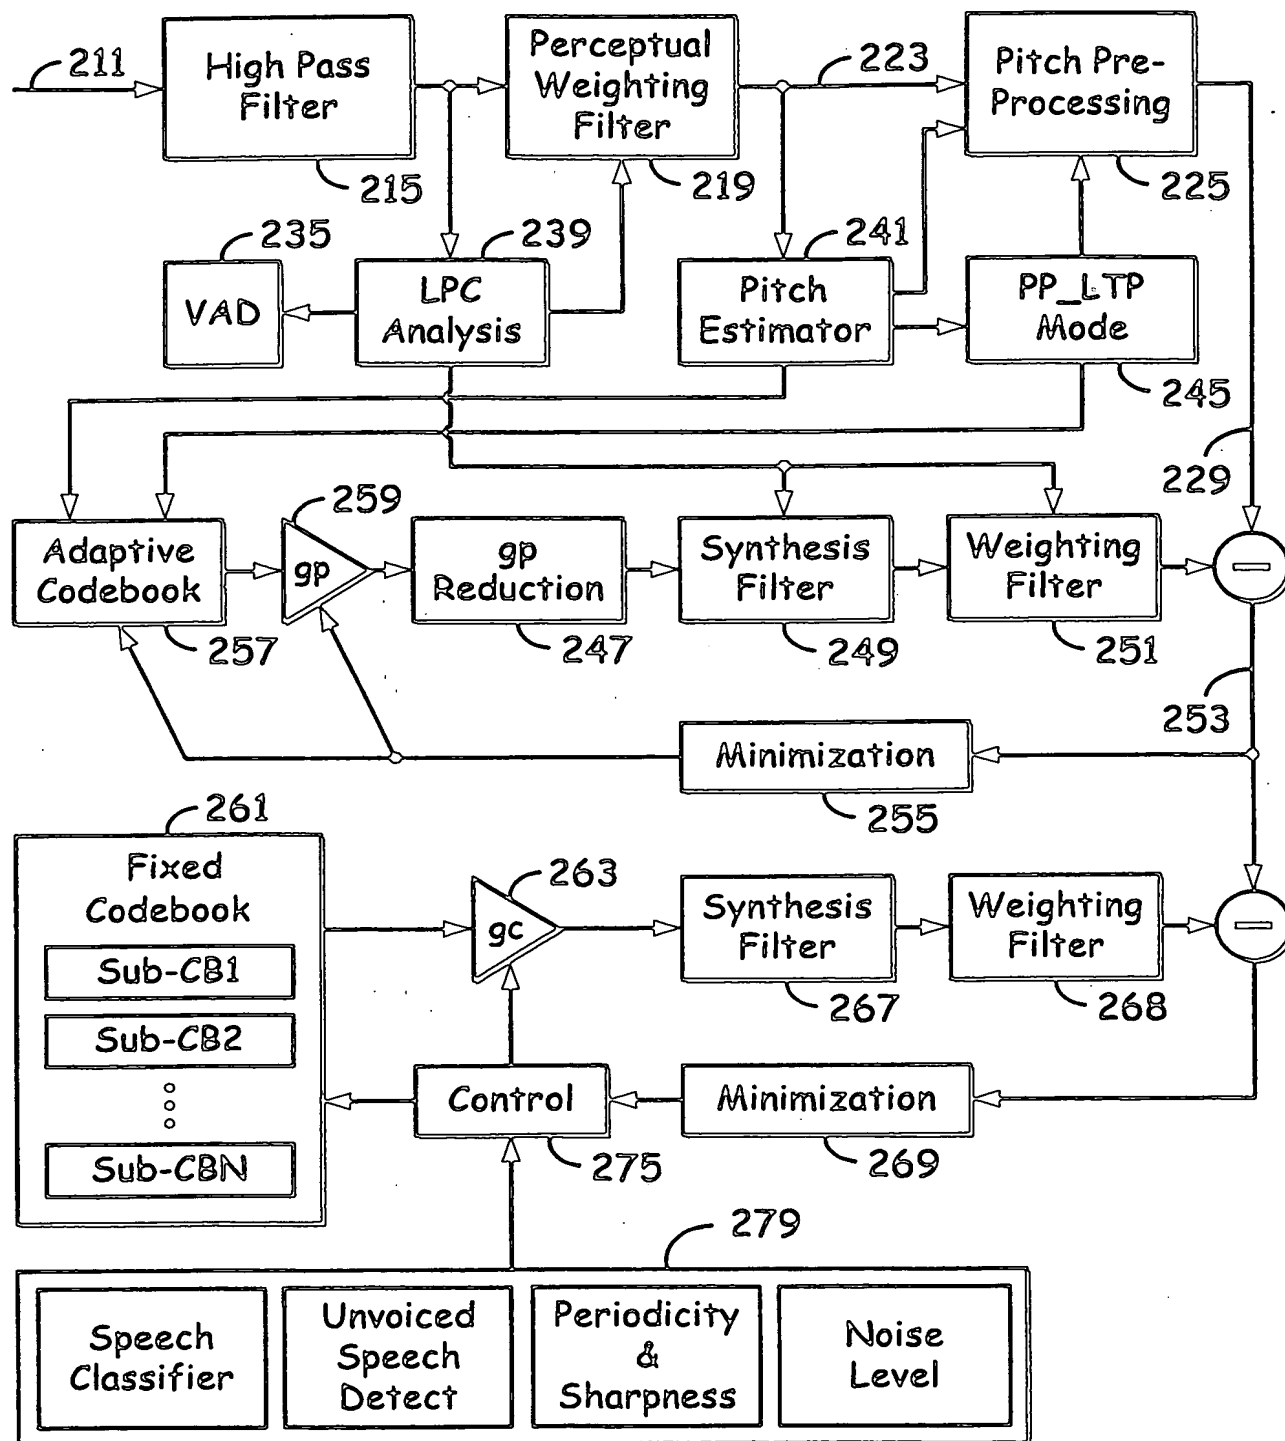 211
High Pass
Filter
215
Perceptual
Weighting
Filter
219
223
Pitch Pre-
Processing
225
235
VAD
239
LPC
Analysis
241
Pitch
Estimator
PP_LTP
Mode
245
229
Adaptive
Codebook
257
259
gp
gp
Reduction
247
Synthesis
Filter
249
Weighting
Filter
251
253
Minimization
255
261
Fixed
Codebook
Sub-CB1
Sub-CB2
Sub-CBN
263
gc
Synthesis
Filter
267
Weighting
Filter
268
Control
275
Minimization
269
279
Speech
Classifier
Unvoiced
Speech
Detect
Periodicity
&
Sharpness
Noise
Level